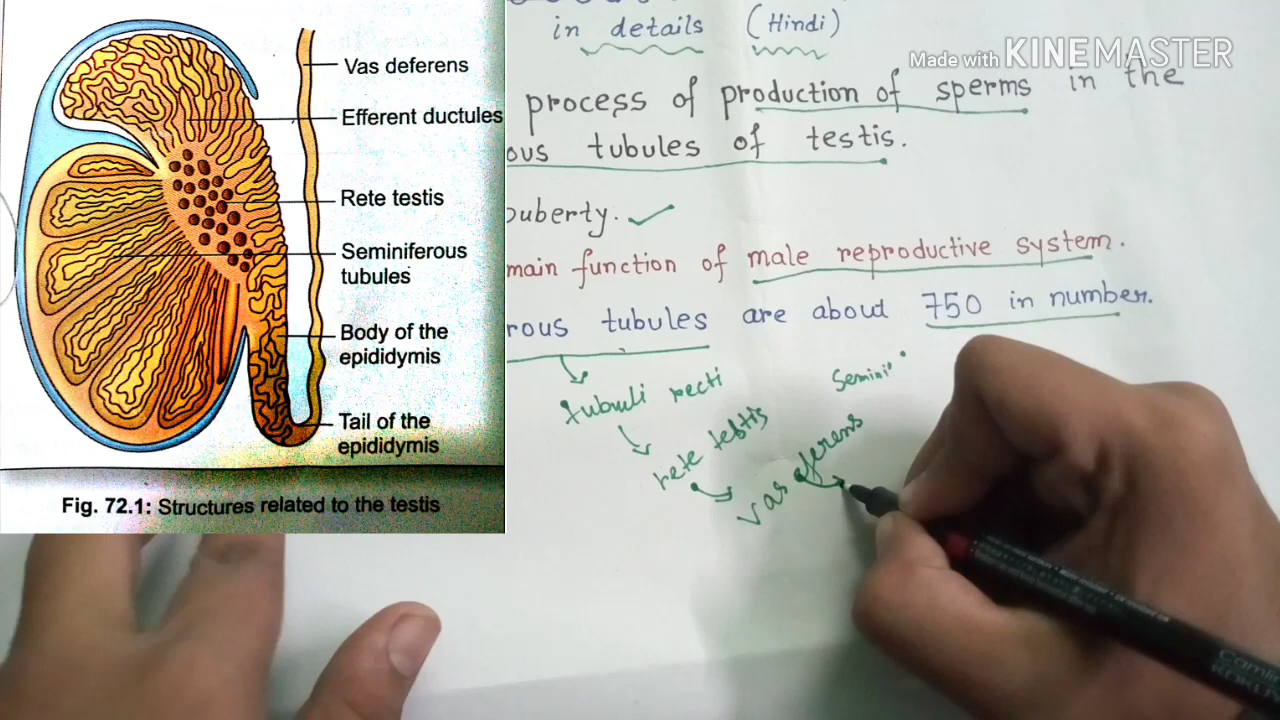 in details (Hindi)
Made with KINEMASTER
process of production of sperms in the
ous tubules of testis.
puberty.
main function of male reproductive system.
rous tubules are about 750 in number.
tubuli recti
Semini
rete testis
vas eferens
Vas deferens
Efferent ductules
Rete testis
Seminiferous
tubules
Body of the
epididymis
Tail of the
epididymis
Fig. 72.1: Structures related to the testis